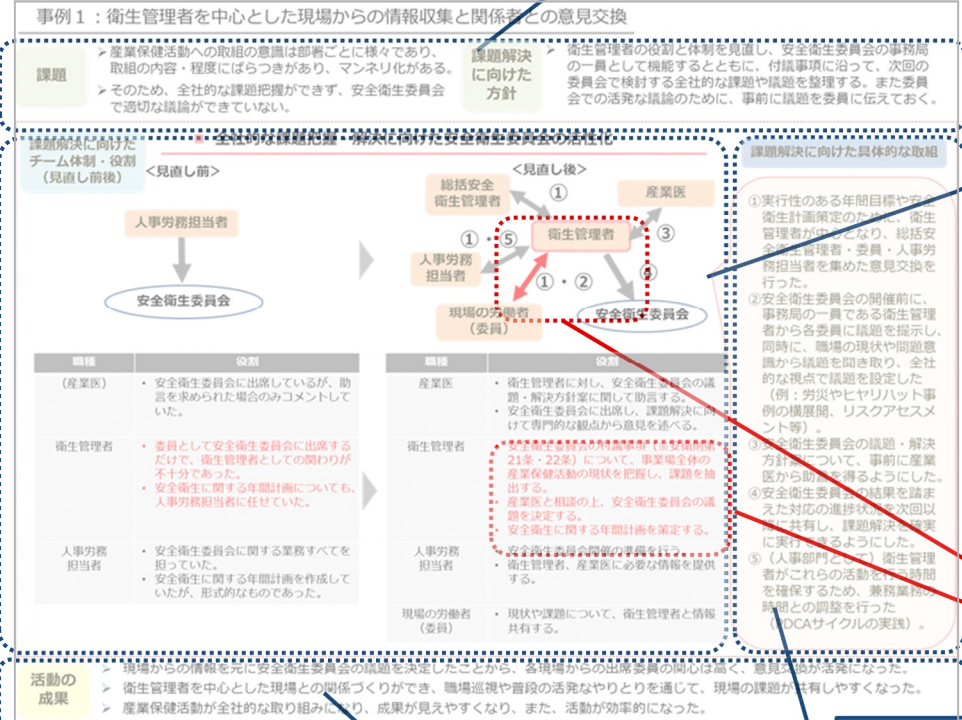 事例１：衛生管理者を中心とした現場からの情報収集と関係者との意見交換
課題
➢ 産業保健活動への取組の意識は部署ごとに様々であり、
取組の内容・程度にばらつきがあり、マンネリ化がある。
➢ そのため、全社的な課題把握ができず、安全衛生委員会
で適切な議論ができていない。
課題解決
に向けた
方針
➢ 衛生管理者の役割と体制を見直し、安全衛生委員会の事務局
の一員として機能するとともに、付議事項に沿って、次回の
委員会で検討する全社的な課題や議題を整理する。また委員
会での活発な議論のために、事前に議題を委員に伝えておく。
課題解決に向けた
チーム体制・役割
（見直し前後）
全社的な課題把握・解決に向けた安全衛生委員会の活性化
＜見直し前＞
人事労務担当者
安全衛生委員会
＜見直し後＞
総括安全
衛生管理者
①
産業医
衛生管理者
③
①・⑤
人事労務
担当者
①・②
④
現場の労働者
（委員）
安全衛生委員会
職種 役割
（産業医）
• 安全衛生委員会に出席しているが、助
言を求められた場合のみコメントして
いた。
衛生管理者
• 委員として安全衛生委員会に出席する
だけで、衛生管理者としての関わりが
不十分であった。
• 安全衛生に関する年間計画についても、
人事労務担当者に任せていた。
人事労務
担当者
• 安全衛生委員会に関する業務すべてを
担っていた。
• 安全衛生に関する年間計画を作成して
いたが、形式的なものであった。
職種 役割
産業医
• 衛生管理者に対し、安全衛生委員会の議
題・解決方針案に関して助言する。
• 安全衛生委員会に出席し、課題解決に向
けて専門的な観点から意見を述べる。
衛生管理者
• 安全衛生委員会の付議事項（※安衛則第
21条・22条）について、事業場全体の
産業保健活動の現状を把握し、課題を抽
出する。
• 産業医と相談の上、安全衛生委員会の議
題を決定する。
• 安全衛生に関する年間計画を策定する。
人事労務
担当者
• 安全衛生委員会開催の準備を行う。
• 衛生管理者、産業医に必要な情報を提供
する。
現場の労働者
（委員）
• 現状や課題について、衛生管理者と情報
共有する。
課題解決に向けた具体的な取組
①実行性のある年間目標や安全
衛生計画策定のために、衛生
管理者が中心となり、総括安
全衛生管理者・委員・人事労
務担当者を集めた意見交換を
行った。
②安全衛生委員会の開催前に、
事務局の一員である衛生管理
者から各委員に議題を提示し、
同時に、職場の現状や問題意
識から議題を聞き取り、全社
的な視点で議題を設定した
（例：労災やヒヤリハット事
例の横展開、リスクアセスメ
ント等）。
③安全衛生委員会の議題・解決
方針案について、事前に産業
医から助言を得るようにした。
④安全衛生委員会の結果を踏ま
えた対応の進捗状況を次回以
降に共有し、課題解決を確実
に実行できるようにした。
⑤（人事部門として）衛生管理
者がこれらの活動を行う時間
を確保するため、兼務業務の
時間との調整を行った
（PDCAサイクルの実践）。
活動の
成果
➢ 現場からの情報を元に安全衛生委員会の議題を決定したことから、各現場からの出席委員の関心は高く、意見交換が活発になった。
➢ 衛生管理者を中心とした現場との関係づくりができ、職場巡視や普段の活発なやりとりを通じて、現場の課題が共有しやすくなった。
➢ 産業保健活動が全社的な取り組みになり、成果が見えやすくなり、また、活動が効率的になった。